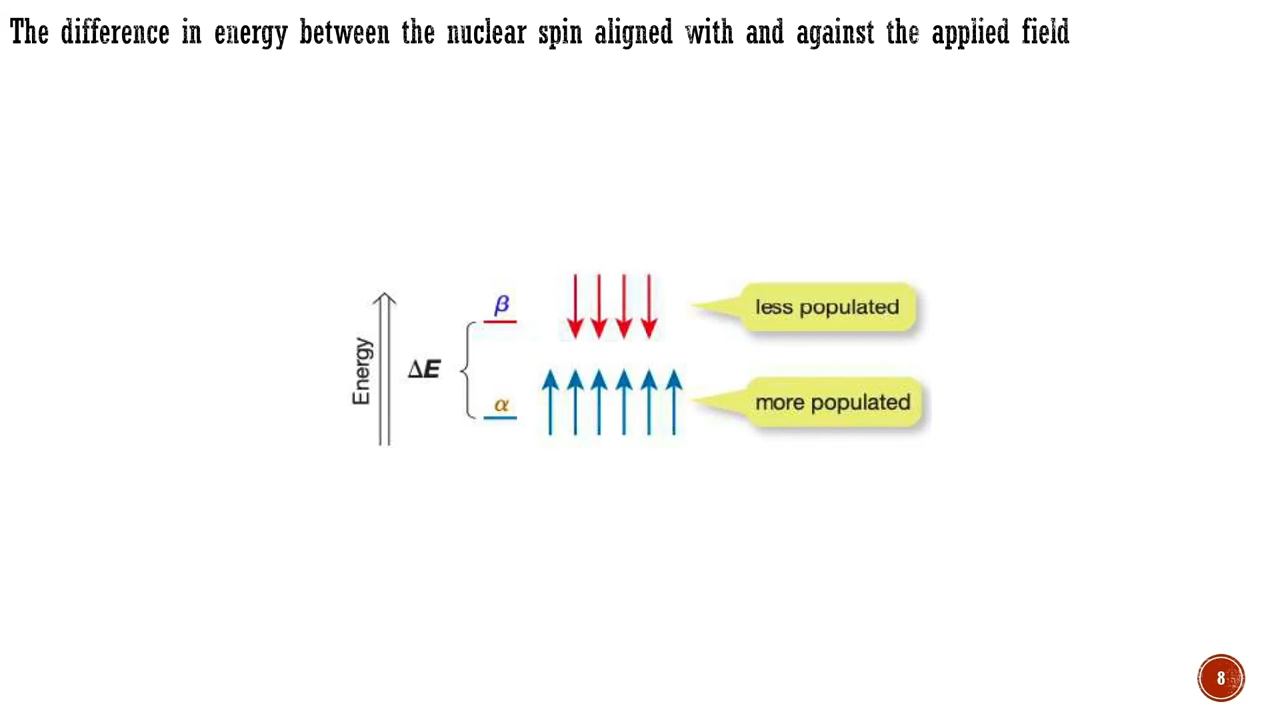 The difference in energy between the nuclear spin aligned with and against the applied field
β
less populated
Energy
ΔE
α
more populated
8